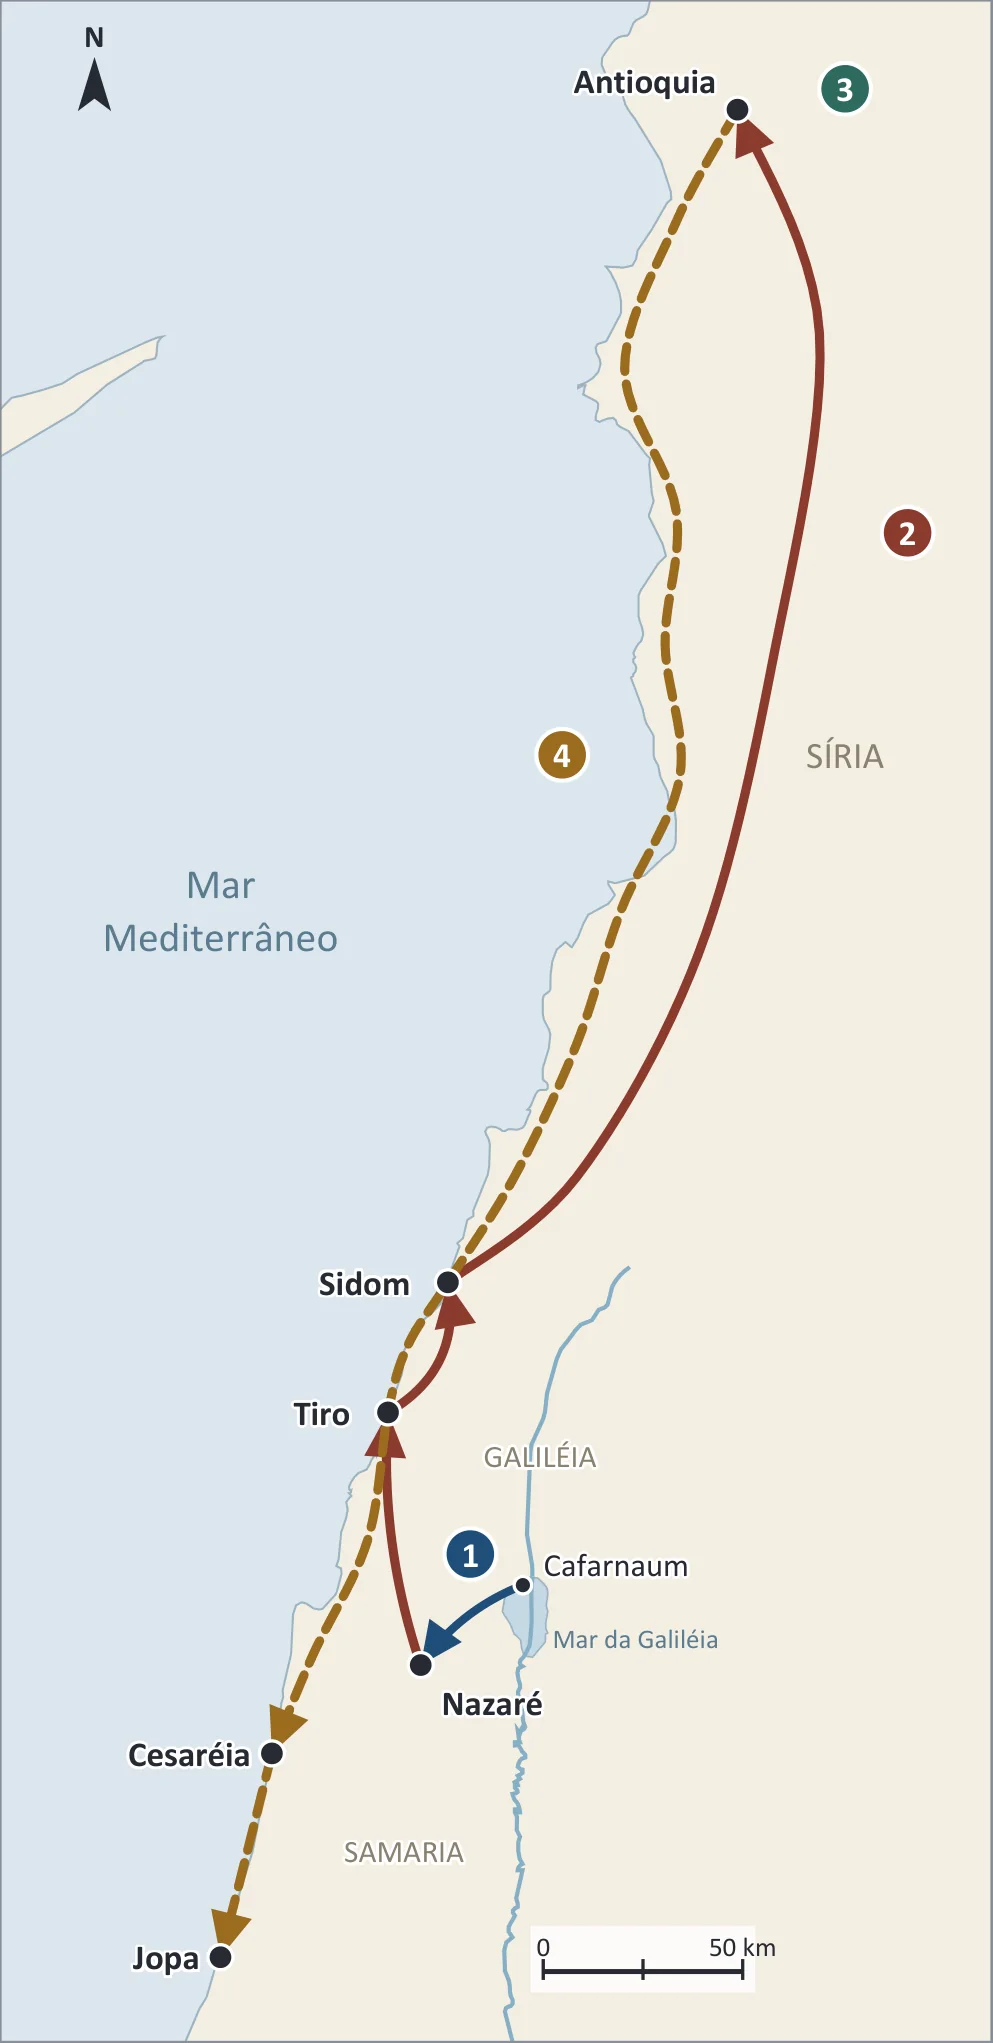 N
Antioquia
3
2
SÍRIA
4
Mar
Mediterrâneo
Sidom
Tiro
GALILÉIA
1
Cafarnaum
Mar da Galiléia
Nazaré
Cesaréia
SAMARIA
0 50 km
Jopa